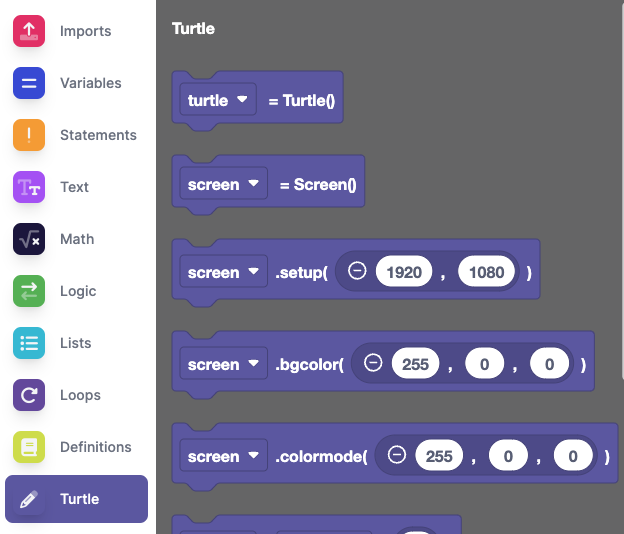 Imports
Variables
Statements
Text
Math
Logic
Lists
Loops
Definitions
Turtle
Turtle
turtle = Turtle()
screen = Screen()
screen .setup( 1920 , 1080 )
screen .bgcolor( 255 , 0 , 0 )
screen .colormode( 255 , 0 , 0 )